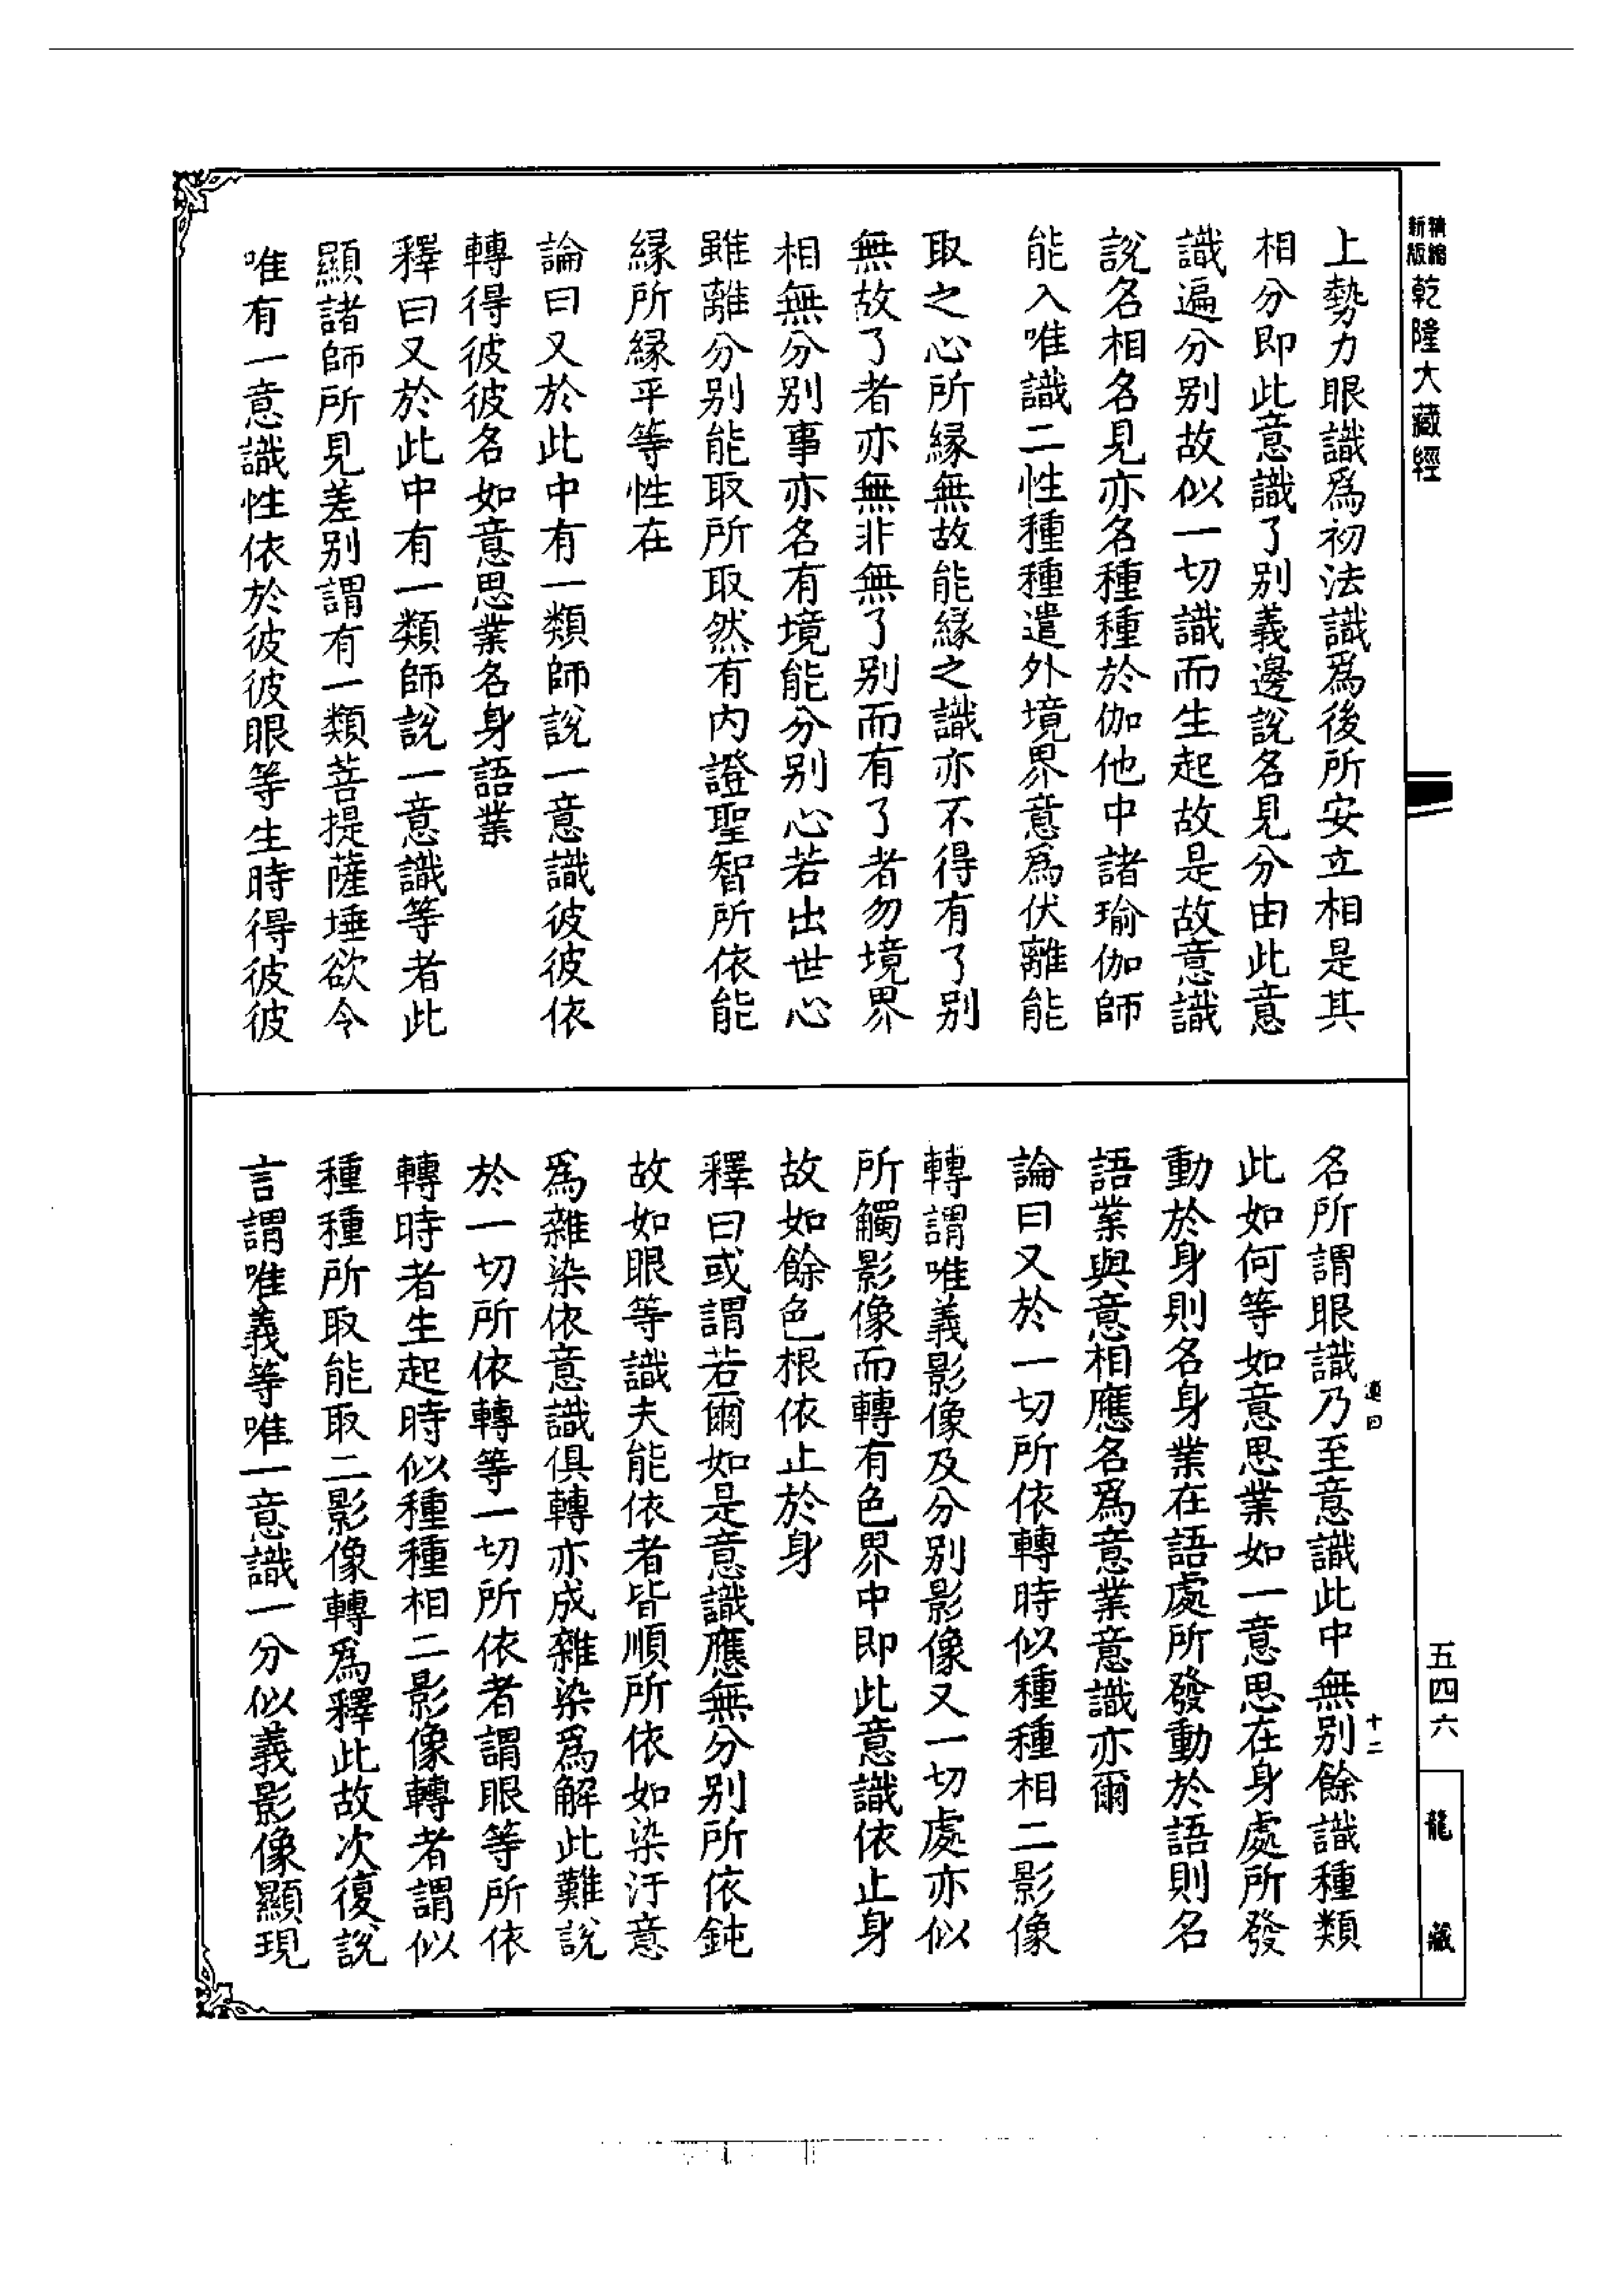 精縮新版乾隆大藏經
上勢力眼識爲初法識爲後所安立相是其
相分即此意識了別義邊說名見分由此意
識遍分別故似一切識而生起故是故意識
說名相名見亦名種種於伽他中諸瑜伽師
能入唯識二性種種遣外境界意爲伏離能
取之心所緣無故能緣之識亦不得有了別
無故了者亦無非無了別而有了者勿境界
相無分別事亦名有境能分別心若出世心
雖離分別能取所取然有內證聖智所依能
緣所緣平等性在
論曰又於此中有一類師說一意識彼彼依
轉得彼彼名如意思業名身語業
釋曰又於此中有一類師說一意識等者此
顯諸師所見差別謂有一類菩提薩埵欲令
唯有一意識性依於彼彼眼等生時得彼彼
名所謂眼識乃至意識此中無別餘識種類
此如何等如意思業如一意思在身處所發
動於身則名身業在語處所發動於語則名
語業與意相應名爲意業意識亦爾
論曰又於一切所依轉時似種種相二影像
轉謂唯義影像及分別影像又一切處亦似
所觸影像而轉有色界中即此意識依止身
故如餘色根依止於身
釋曰或謂若爾如是意識應無分別所依鈍
故如眼等識夫能依者皆順所依如染汙意
爲雜染依意識俱轉亦成雜染爲解此難說
於一切所依轉等一切所依者謂眼等所依
轉時者生起時似種種相二影像轉者謂似
種種所取能取二影像轉爲釋此故次復說
言謂唯義等唯一意識一分似義影像顯現
十二
五四六
龍藏